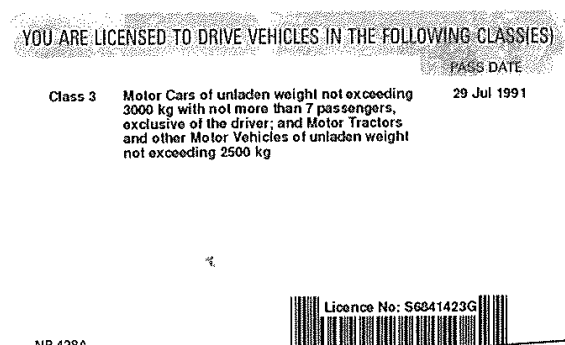 YOU ARE LICENSED TO DRIVE VEHICLES IN THE FOLLOWING CLASS(ES)
PASS DATE
Class 3 Motor Cars of unladen weight not exceeding 29 Jul 1991
3000 kg with not more than 7 passengers,
exclusive of the driver; and Motor Tractors
and other Motor Vehicles of unladen weight
not exceeding 2500 kg
Licence No: S6841423G
NP 428A